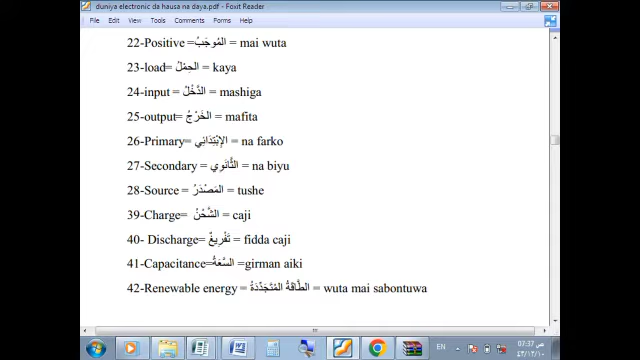 duniya electronic da hausa na daya.pdf - Foxit Reader
File Edit View Comments Forms Help
22-Positive =المُوجَبُ = mai wuta
23-load=الحِمْلُ = kaya
24-input = الدَّخْلُ = mashiga
25-output= الخَرْجُ = mafita
26-Primary= الإِبْتِدَائِي = na farko
27-Secondary = الثَّانَوِي = na biyu
28-Source = المَصْدَرُ = tushe
39-Charge= الشَّحْنُ = caji
40- Discharge= تَفْرِيغٌ = fidda caji
41-Capacitance=السَّعَةُ =girman aiki
42-Renewable energy = الطَّاقَةُ المُتَجَدِّدَةُ = wuta mai sabontuwa
EN
07:37 ص